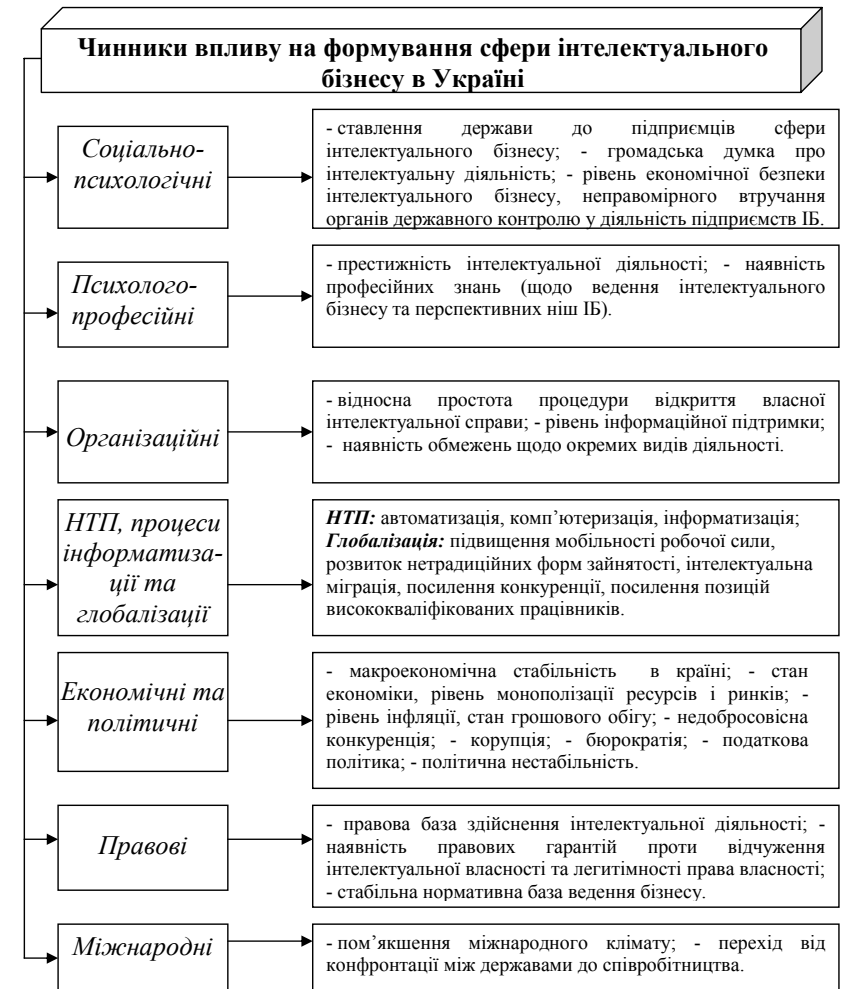 Чинники впливу на формування сфери інтелектуального
бізнесу в Україні
Соціально-
психологічні
- ставлення держави до підприємців сфери
інтелектуального бізнесу; - громадська думка про
інтелектуальну діяльність; - рівень економічної безпеки
інтелектуального бізнесу, неправомірного втручання
органів державного контролю у діяльність підприємств ІБ.
Психолого-
професійні
- престижність інтелектуальної діяльності; - наявність
професійних знань (щодо ведення інтелектуального
бізнесу та перспективних ніш ІБ).
Організаційні
- відносна простота процедури відкриття власної
інтелектуальної справи; - рівень інформаційної підтримки;
- наявність обмежень щодо окремих видів діяльності.
НТП, процеси
інформатиза-
ції та
глобалізації
НТП: автоматизація, комп’ютеризація, інформатизація;
Глобалізація: підвищення мобільності робочої сили,
розвиток нетрадиційних форм зайнятості, інтелектуальна
міграція, посилення конкуренції, посилення позицій
висококваліфікованих працівників.
Економічні та
політичні
- макроекономічна стабільність в країні; - стан
економіки, рівень монополізації ресурсів і ринків; -
рівень інфляції, стан грошового обігу; - недобросовісна
конкуренція; - корупція; - бюрократія; - податкова
політика; - політична нестабільність.
Правові
- правова база здійснення інтелектуальної діяльності; -
наявність правових гарантій проти відчуження
інтелектуальної власності та легітимності права власності;
- стабільна нормативна база ведення бізнесу.
Міжнародні
- пом’якшення міжнародного клімату; - перехід від
конфронтації між державами до співробітництва.